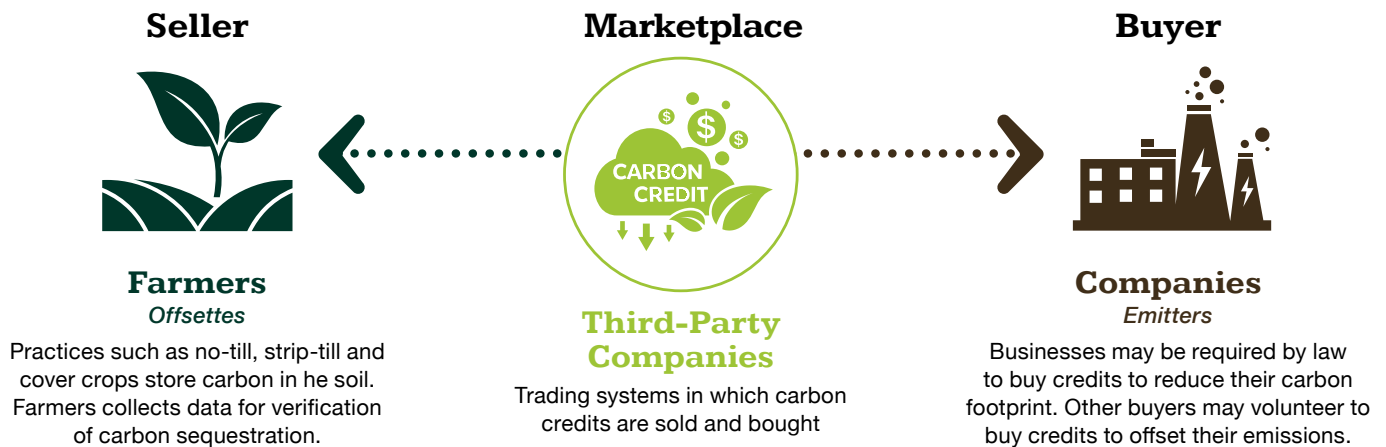 Seller
Marketplace
Buyer
$
$
$
CARBON
CREDIT
Farmers
Offsettes
Practices such as no-till, strip-till and
cover crops store carbon in he soil.
Farmers collects data for verification
of carbon sequestration.
Third-Party
Companies
Trading systems in which carbon
credits are sold and bought
Companies
Emitters
Businesses may be required by law
to buy credits to reduce their carbon
footprint. Other buyers may volunteer to
buy credits to offset their emissions.